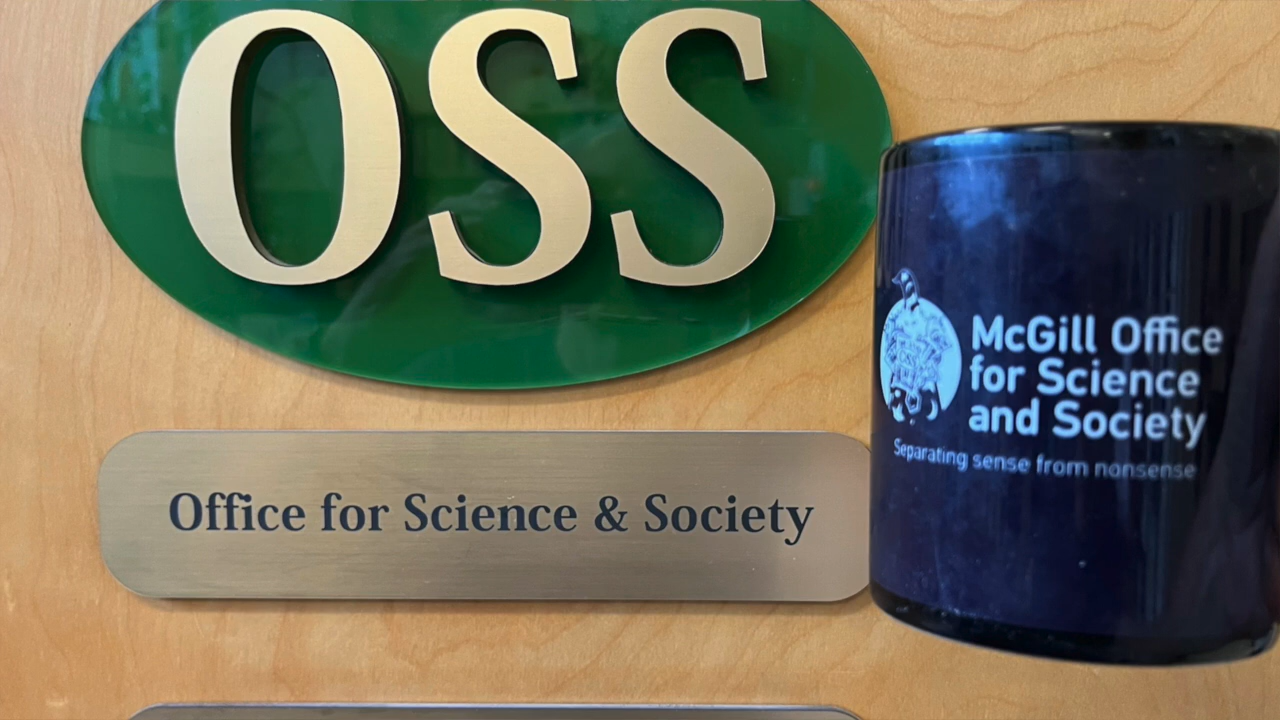 OSS
Office for Science & Society
McGill Office
for Science
and Society
Separating sense from nonsense